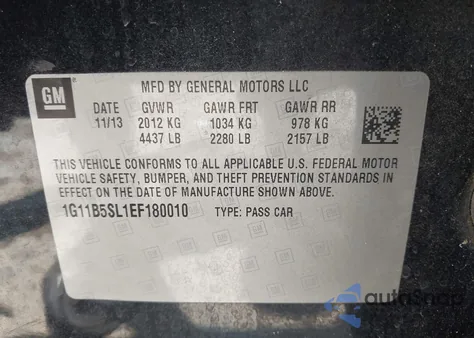 GM
MFD BY GENERAL MOTORS LLC
DATE GVWR GAWR FRT GAWR RR
11/13 2012 KG 1034 KG 978 KG
4437 LB 2280 LB 2157 LB
THIS VEHICLE CONFORMS TO ALL APPLICABLE U.S. FEDERAL MOTOR
VEHICLE SAFETY, BUMPER, AND THEFT PREVENTION STANDARDS IN
EFFECT ON THE DATE OF MANUFACTURE SHOWN ABOVE.
1G11B5SL1EF180010 TYPE: PASS CAR
autoSnap